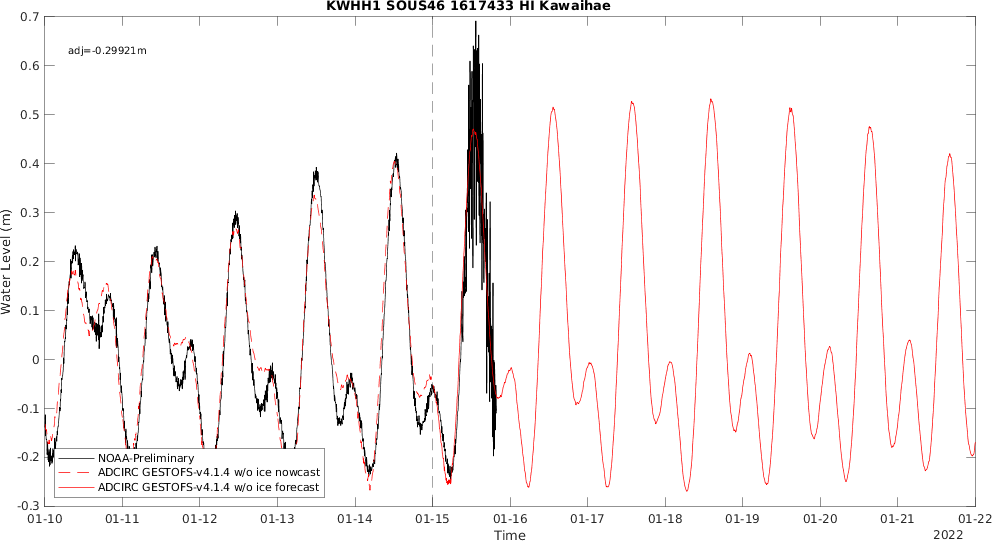 KWHH1 SOUS46 1617433 HI Kawaihae
0.7
adj=-0.29921m
0.6
0.5
0.4
0.3
0.2
0.1
0
-0.1
-0.2
-0.3
Water Level (m)
NOAA-Preliminary
ADCIRC GESTOFS-v4.1.4 w/o ice nowcast
ADCIRC GESTOFS-v4.1.4 w/o ice forecast
01-10 01-11 01-12 01-13 01-14 01-15 01-16 01-17 01-18 01-19 01-20 01-21 01-22
Time
2022